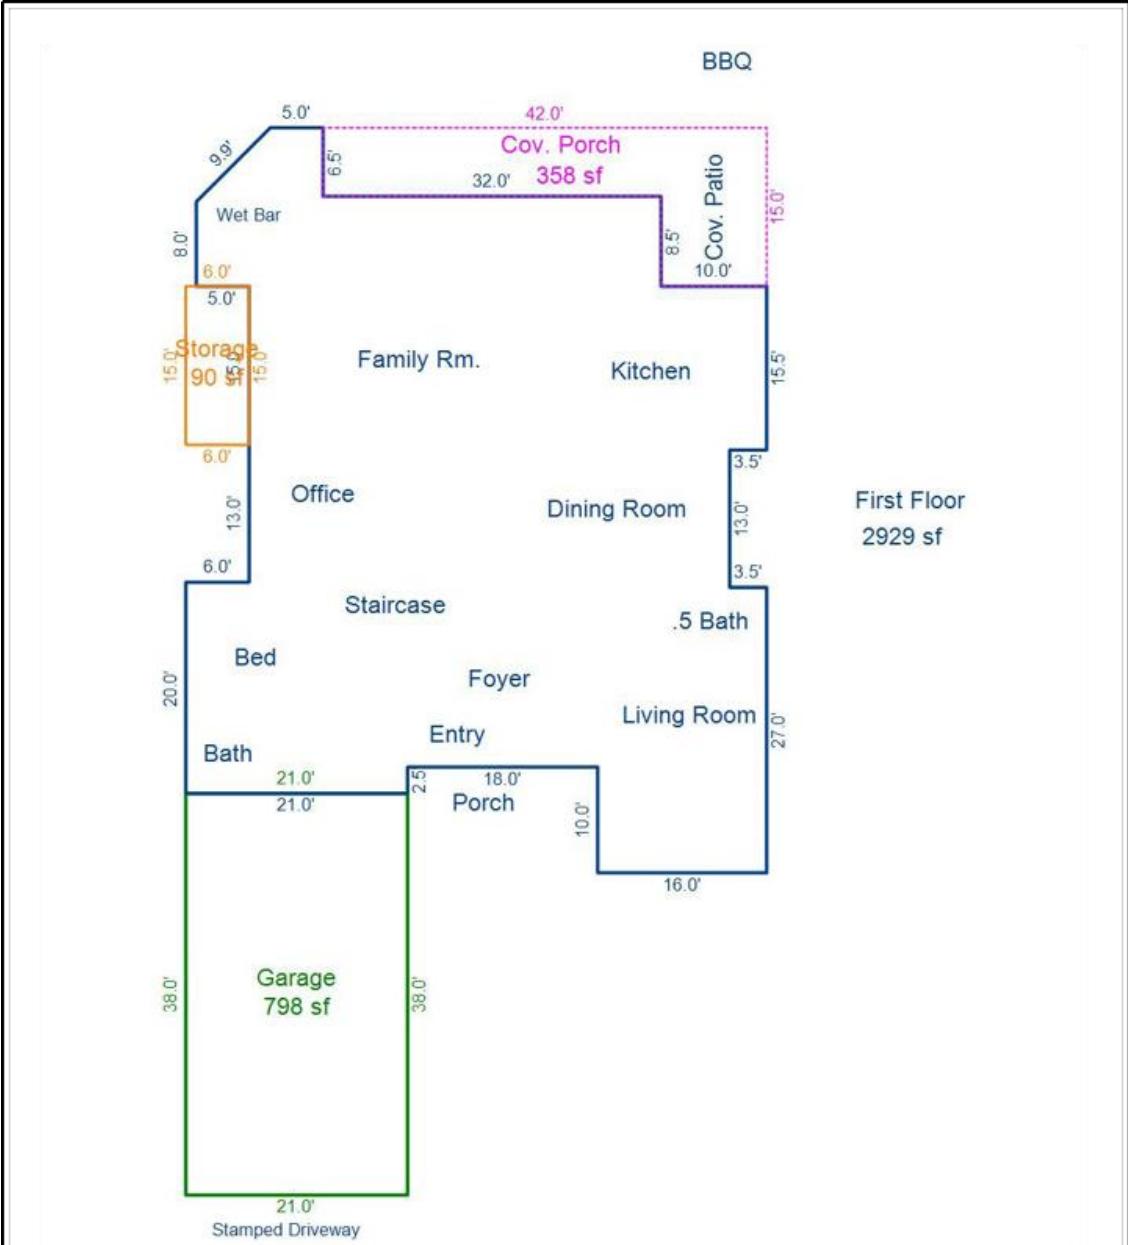 BBQ
5.0'
42.0'
9.9'
6.5'
Cov. Porch
358 sf
32.0'
Cov. Patio
15.0'
Wet Bar
8.0'
8.5'
6.0'
10.0'
5.0'
Storage
90 sf
15.0'
15.0'
15.0'
Family Rm.
Kitchen
15.5'
6.0'
3.5'
Office
13.0'
Dining Room
13.0'
First Floor
2929 sf
6.0'
3.5'
Staircase
.5 Bath
Bed
20.0'
Foyer
Living Room
27.0'
Entry
Bath
21.0'
2.5
18.0'
21.0'
Porch
10.0'
16.0'
Garage
798 sf
38.0'
38.0'
21.0'
Stamped Driveway